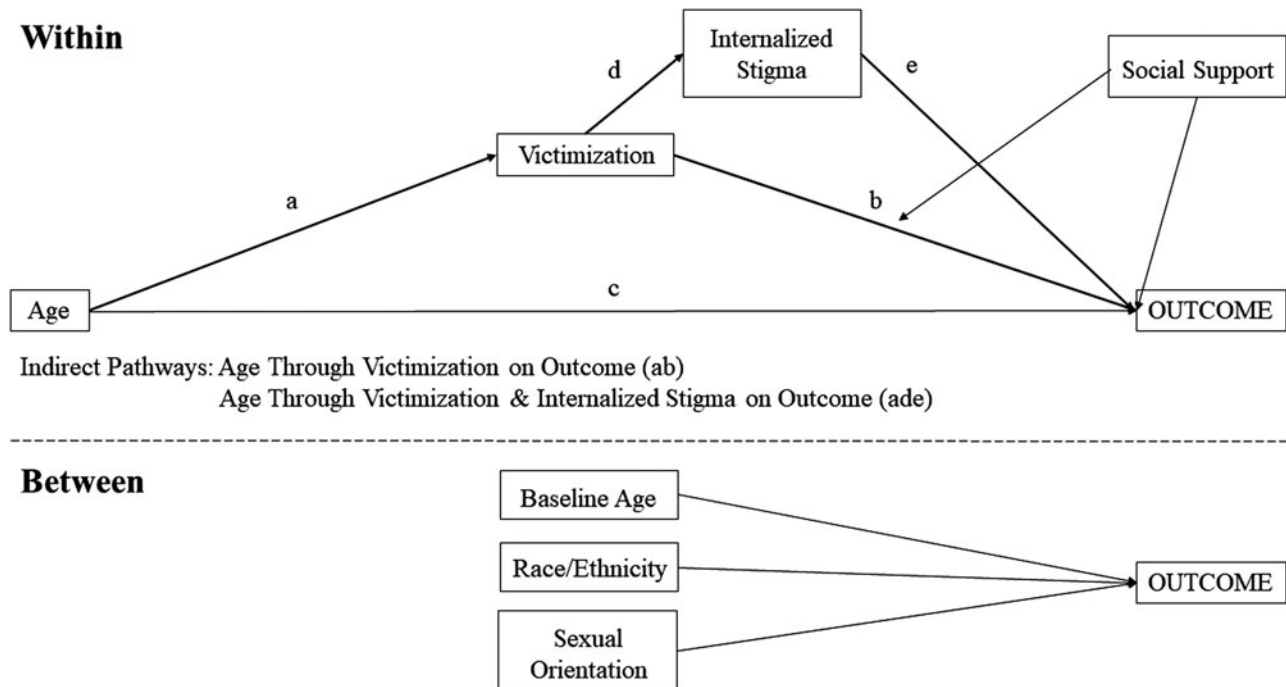 Within
Internalized
Stigma
Social Support
d
e
Victimization
a
b
c
Age
OUTCOME
Indirect Pathways: Age Through Victimization on Outcome (ab)
Age Through Victimization & Internalized Stigma on Outcome (ade)
Between
Baseline Age
Race/Ethnicity
OUTCOME
Sexual
Orientation